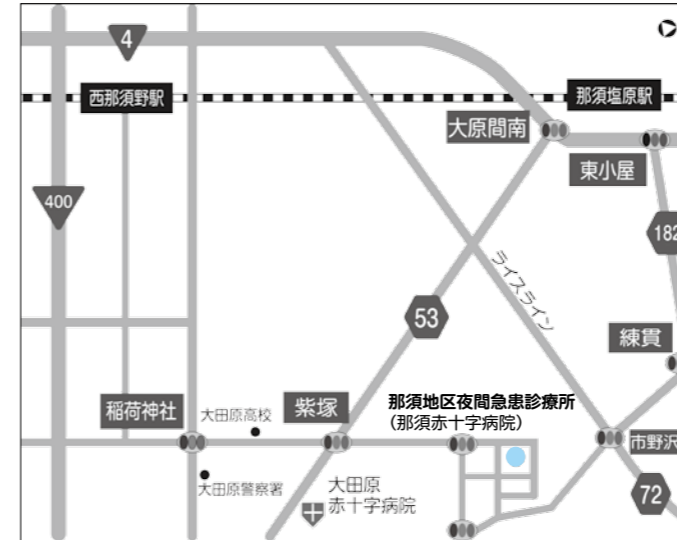 4
西那須野駅
那須塩原駅
大原間南
東小屋
400
182
ライスライン
53
練貫
那須地区夜間急患診療所
(那須赤十字病院)
稲荷神社
大田原高校
紫塚
市野沢
大田原警察署
大田原
赤十字病院
72